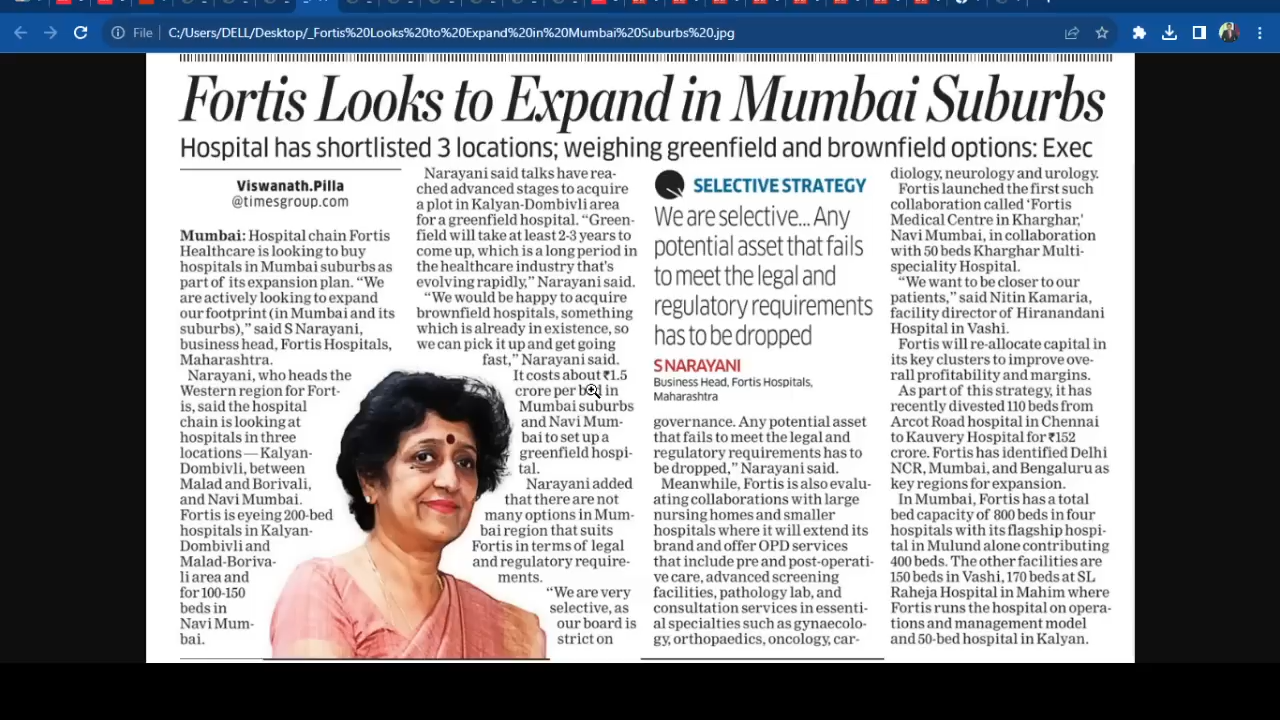 File
C:/Users/DELL/Desktop/_Fortis%20Looks%20to%20Expand%20in%20Mumbai%20Suburbs%20.jpg
Fortis Looks to Expand in Mumbai Suburbs
Hospital has shortlisted 3 locations; weighing greenfield and brownfield options: Exec
Viswanath.Pilla
@timesgroup.com
Mumbai: Hospital chain Fortis
Healthcare is looking to buy
hospitals in Mumbai suburbs as
part of its expansion plan. “We
are actively looking to expand
our footprint (in Mumbai and its
suburbs),” said S Narayani,
business head, Fortis Hospitals,
Maharashtra.
Narayani, who heads the
Western region for Fort-
is, said the hospital
chain is looking at
hospitals in three
locations — Kalyan-
Dombivli, between
Malad and Borivali,
and Navi Mumbai.
Fortis is eyeing 200-bed
hospitals in Kalyan-
Dombivli and
Malad-Boriva-
li area and
for 100-150
beds in
Navi Mum-
bai.
Narayani said talks have rea-
ched advanced stages to acquire
a plot in Kalyan-Dombivli area
for a greenfield hospital. “Green-
field will take at least 2-3 years to
come up, which is a long period in
the healthcare industry that's
evolving rapidly,” Narayani said.
“We would be happy to acquire
brownfield hospitals, something
which is already in existence, so
we can pick it up and get going
fast,” Narayani said.
It costs about ₹1.5
crore per bed in
Mumbai suburbs
and Navi Mum-
bai to set up a
greenfield hospi-
tal.
Narayani added
that there are not
many options in Mum-
bai region that suits
Fortis in terms of legal
and regulatory require-
ments.
“We are very
selective, as
our board is
strict on
SELECTIVE STRATEGY
We are selective... Any
potential asset that fails
to meet the legal and
regulatory requirements
has to be dropped
S NARAYANI
Business Head, Fortis Hospitals,
Maharashtra
governance. Any potential asset
that fails to meet the legal and
regulatory requirements has to
be dropped,” Narayani said.
Meanwhile, Fortis is also evalu-
ating collaborations with large
nursing homes and smaller
hospitals where it will extend its
brand and offer OPD services
that include pre and post-operati-
ve care, advanced screening
facilities, pathology lab, and
consultation services in essenti-
al specialties such as gynaecolo-
gy, orthopaedics, oncology, car-
diology, neurology and urology.
Fortis launched the first such
collaboration called ‘Fortis
Medical Centre in Kharghar,’
Navi Mumbai, in collaboration
with 50 beds Kharghar Multi-
speciality Hospital.
“We want to be closer to our
patients,” said Nitin Kamaria,
facility director of Hiranandani
Hospital in Vashi.
Fortis will re-allocate capital in
its key clusters to improve ove-
rall profitability and margins.
As part of this strategy, it has
recently divested 110 beds from
Arcot Road hospital in Chennai
to Kauvery Hospital for ₹152
crore. Fortis has identified Delhi
NCR, Mumbai, and Bengaluru as
key regions for expansion.
In Mumbai, Fortis has a total
bed capacity of 800 beds in four
hospitals with its flagship hospi-
tal in Mulund alone contributing
400 beds. The other facilities are
150 beds in Vashi, 170 beds at SL
Raheja Hospital in Mahim where
Fortis runs the hospital on opera-
tions and management model
and 50-bed hospital in Kalyan.